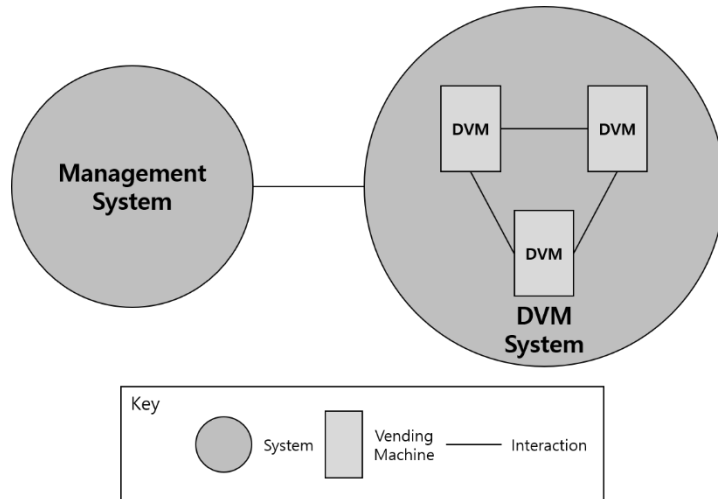 Management
System
DVM
DVM
DVM
DVM
System
Key
System
Vending
Machine
Interaction